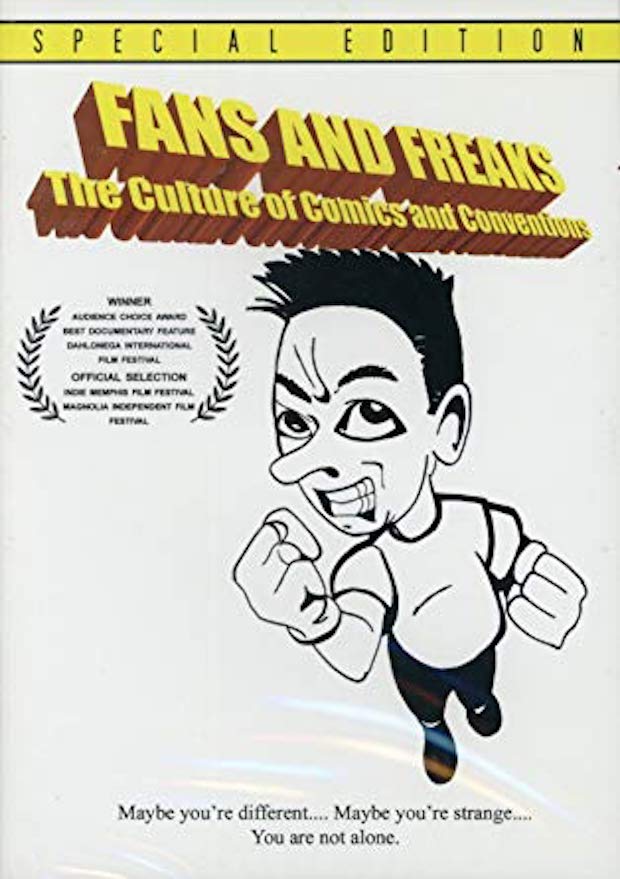 SPECIAL EDITION
FANS AND FREAKS
The Culture of Comics and Conventions
WINNER
AUDIENCE CHOICE AWARD
BEST DOCUMENTARY FEATURE
DAHLONEGA INTERNATIONAL
FILM FESTIVAL
OFFICIAL SELECTION
INDIE MEMPHIS FILM FESTIVAL
MAGNOLIA INDEPENDENT FILM
FESTIVAL
Maybe you're different.... Maybe you're strange....
You are not alone.